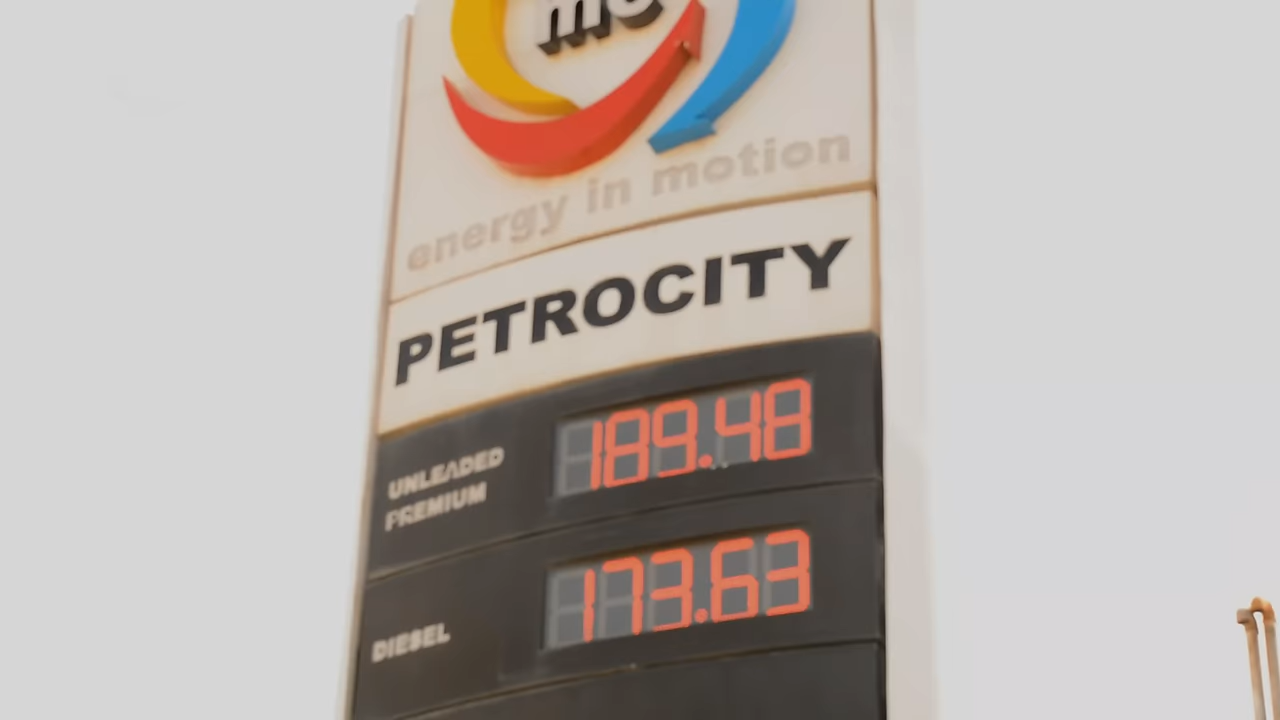 energy in motion
PETROCITY
UNLEADED
PREMIUM
189.48
DIESEL
173.63